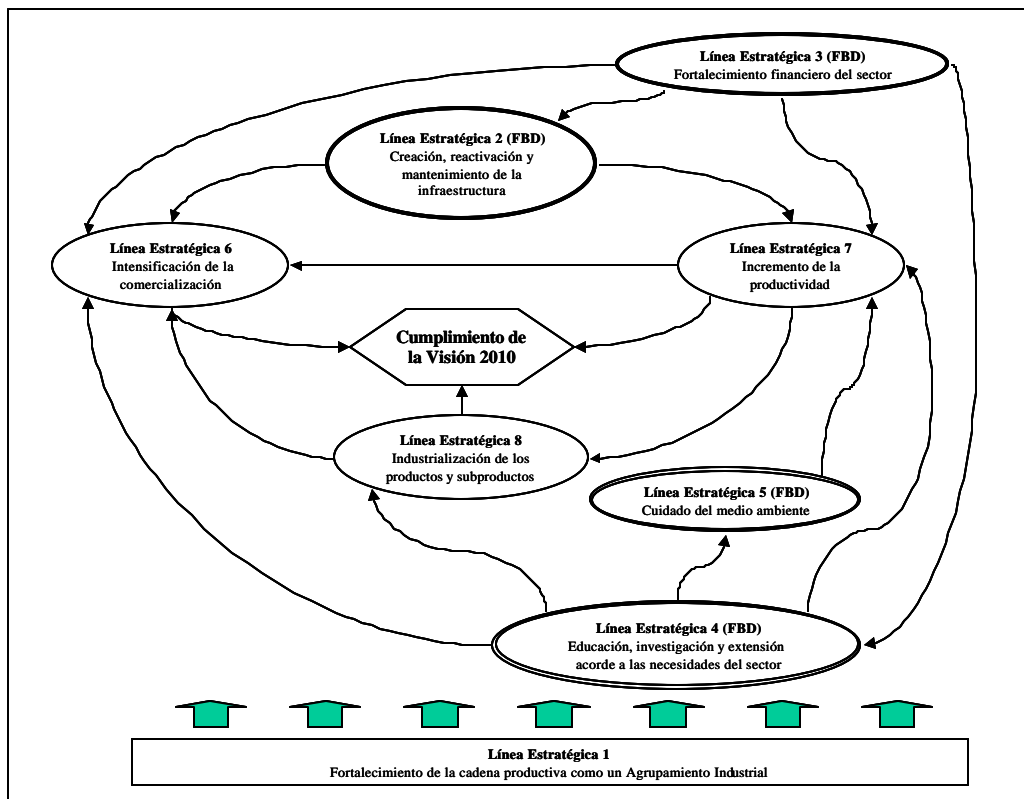 Línea Estratégica 3 (FBD)
Fortalecimiento financiero del sector
Línea Estratégica 2 (FBD)
Creación, reactivación y
mantenimiento de la
infraestructura
Línea Estratégica 6
Intensificación de la
comercialización
Línea Estratégica 7
Incremento de la
productividad
Cumplimiento de
la Visión 2010
Línea Estratégica 8
Industrialización de los
productos y subproductos
Línea Estratégica 5 (FBD)
Cuidado del medio ambiente
Línea Estratégica 4 (FBD)
Educación, investigación y extensión
acorde a las necesidades del sector
Línea Estratégica 1
Fortalecimiento de la cadena productiva como un Agrupamiento Industrial